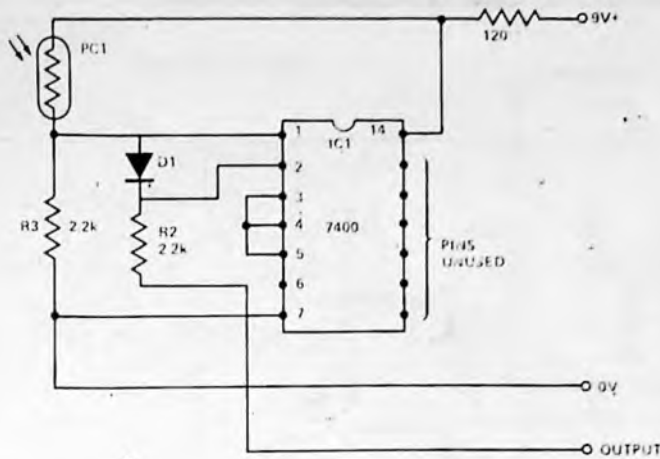 9V+
120
PC1
1
14
IC1
D1
2
3
R3
2.2k
R2
2.2k
4
7400
5
PINS
UNUSED
6
7
0V
OUTPUT